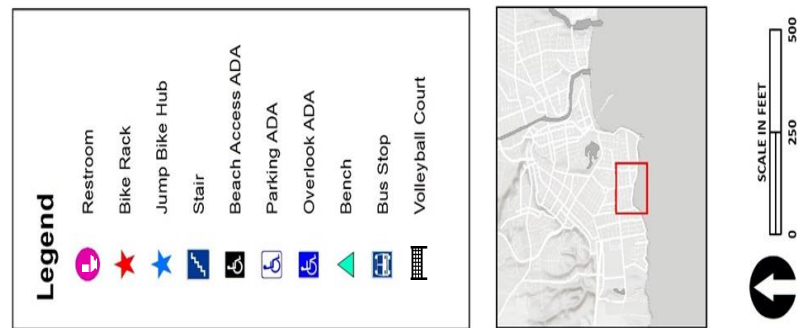 Legend
Restroom
Bike Rack
Jump Bike Hub
Stair
Beach Access ADA
Parking ADA
Overlook ADA
Bench
Bus Stop
Volleyball Court
SCALE IN FEET
0 250 500